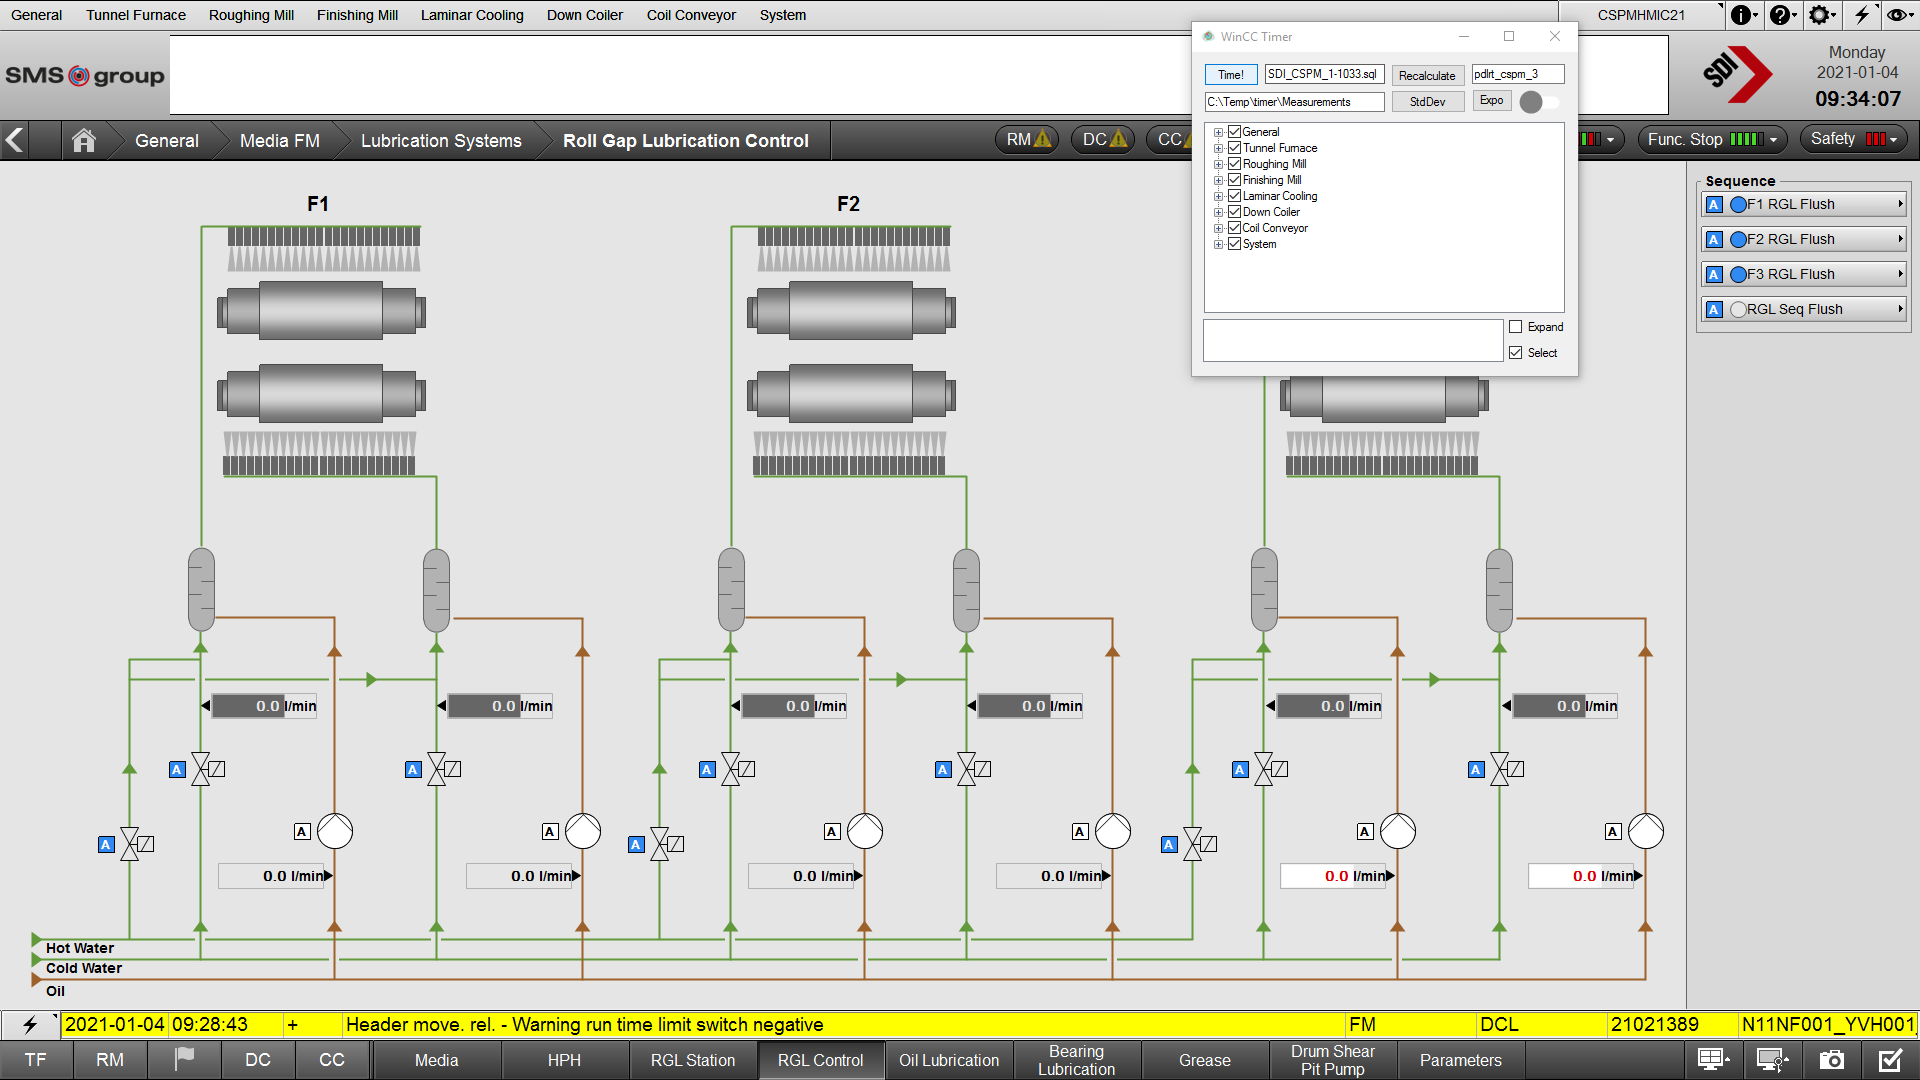 General Tunnel Furnace Roughing Mill Finishing Mill Laminar Cooling Down Coiler Coil Conveyor System CSPMHMIC21
SMS group
WinCC Timer
Time! SDI_CSPM_1-1033.sql Recalculate pdlrt_cspm_3
C:\Temp\timer\Measurements StdDev Expo
General
Tunnel Furnace
Roughing Mill
Finishing Mill
Laminar Cooling
Down Coiler
Coil Conveyor
System
Expand
Select
SDI
Monday
2021-01-04
09:34:07
General Media FM Lubrication Systems Roll Gap Lubrication Control RM DC CC Func. Stop Safety
Sequence
A F1 RGL Flush
A F2 RGL Flush
A F3 RGL Flush
A RGL Seq Flush
F1 F2
0.0 l/min 0.0 l/min 0.0 l/min 0.0 l/min 0.0 l/min 0.0 l/min
A A A A A A
A A A A A A
A A A
0.0 l/min 0.0 l/min 0.0 l/min 0.0 l/min 0.0 l/min 0.0 l/min
Hot Water
Cold Water
Oil
2021-01-04 09:28:43 + Header move. rel. - Warning run time limit switch negative FM DCL 21021389 N11NF001_YVH001
TF RM DC CC Media HPH RGL Station RGL Control Oil Lubrication Bearing Lubrication Grease Drum Shear Pit Pump Parameters